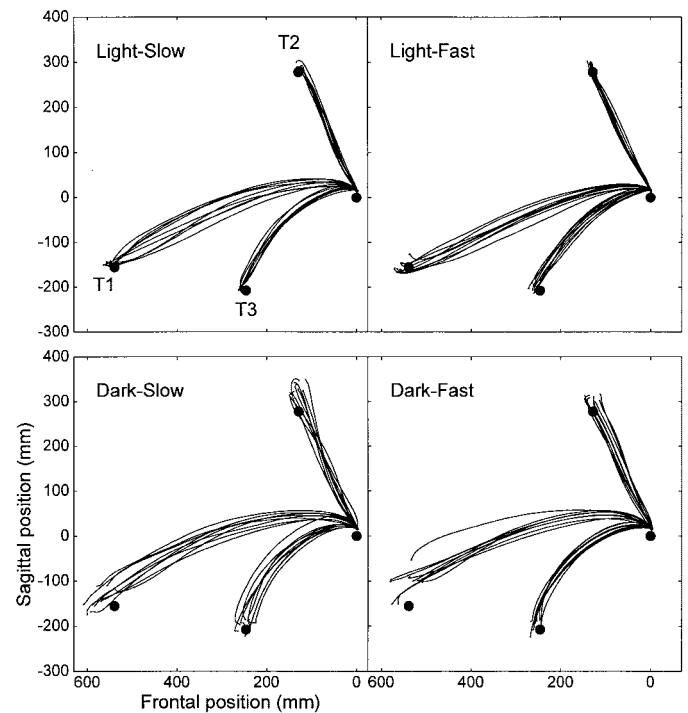 400
300
200
100
0
-100
-200
-300
Light-Slow
T2
T1
T3
Light-Fast
400
300
200
100
0
-100
-200
-300
Dark-Slow
Dark-Fast
Sagittal position (mm)
600 400 200 0
600 400 200 0
Frontal position (mm)